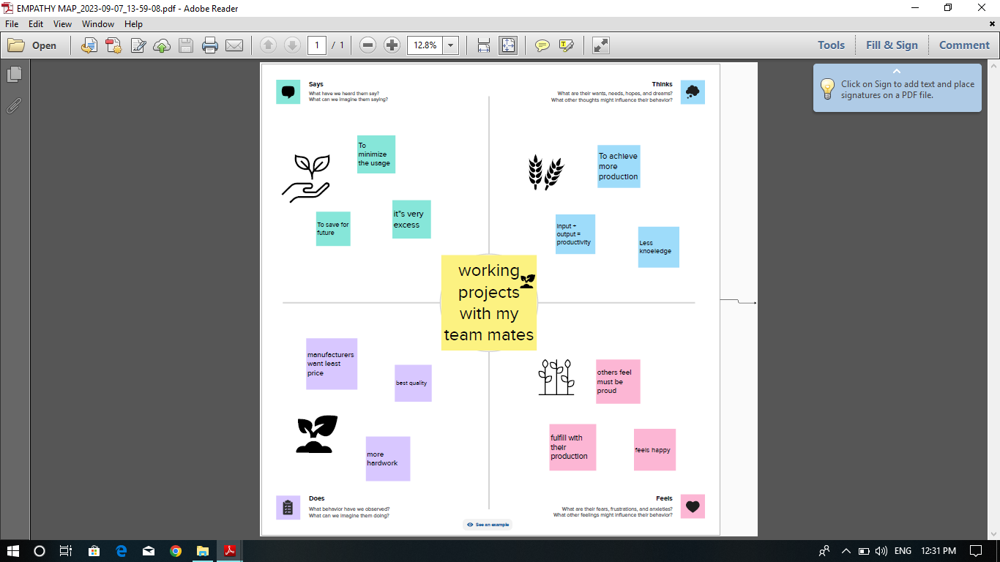 EMPATHY MAP_2023-09-07_13-59-08.pdf - Adobe Reader
File Edit View Window Help
Open 1 / 1 12.8% Tools Fill & Sign Comment
Click on Sign to add text and place
signatures on a PDF file.
Says
What have we heard them say?
What can we imagine them saying?
Thinks
What are their wants, needs, hopes, and dreams?
What other thoughts might influence their behavior?
To
minimize
the usage
To save for
future
it"s very
excess
To achieve
more
production
Input +
output =
productivity
Less
knoeledge
working
projects
with my
team mates
manufacturers
want least
price
best quality
more
hardwork
others feel
must be
proud
fulfill with
their
production
feels happy
Does
What behavior have we observed?
What can we imagine them doing?
Feels
What are their fears, frustrations, and anxieties?
What other feelings might influence their behavior?
See an example
ENG 12:31 PM